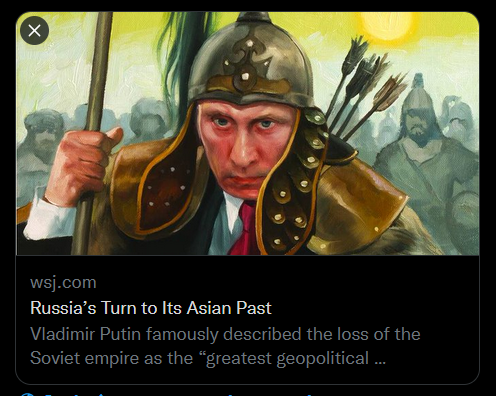 wsj.com
Russia's Turn to Its Asian Past
Vladimir Putin famously described the loss of the
Soviet empire as the “greatest geopolitical ...